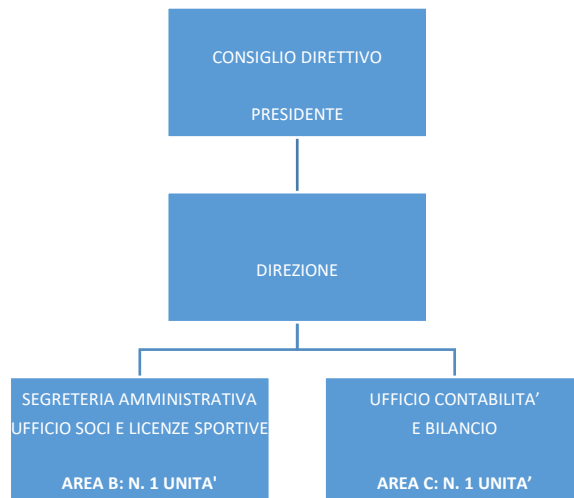 CONSIGLIO DIRETTIVO
PRESIDENTE
DIREZIONE
SEGRETERIA AMMINISTRATIVA
UFFICIO SOCI E LICENZE SPORTIVE
AREA B: N. 1 UNITA'
UFFICIO CONTABILITA’
E BILANCIO
AREA C: N. 1 UNITA’